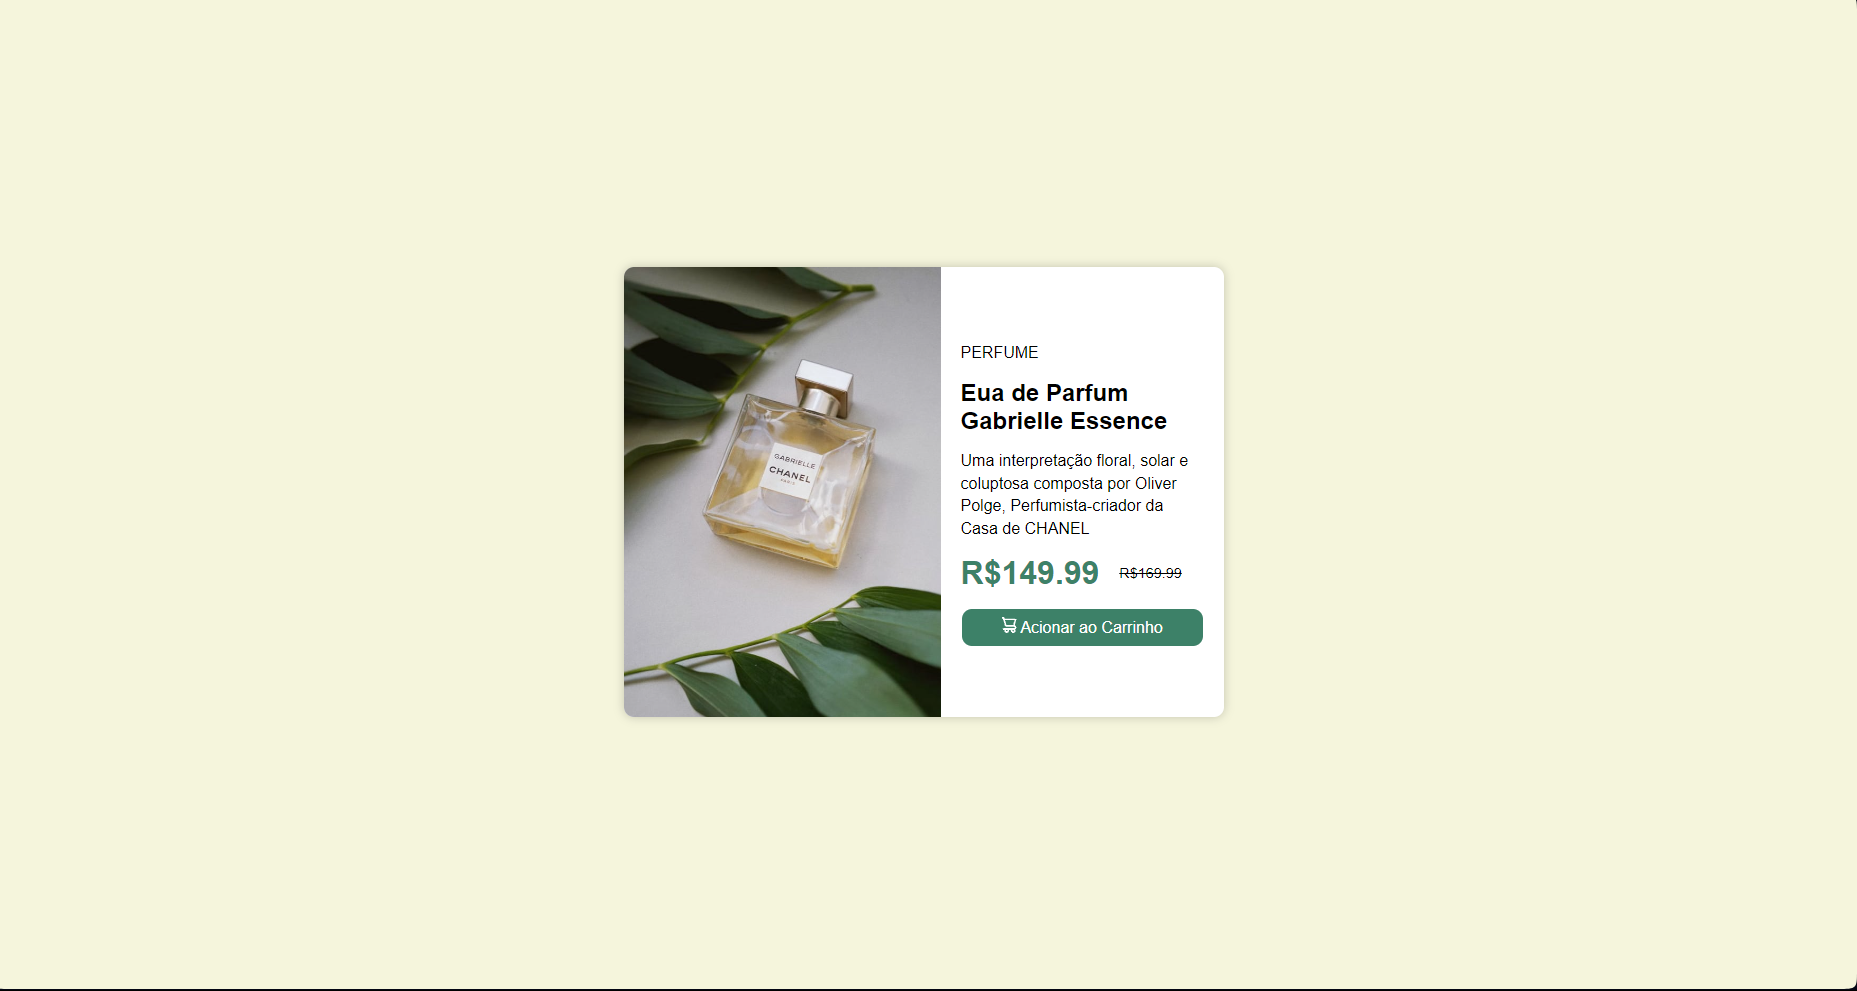 GABRIELLE
CHANEL
PARIS
PERFUME
Eua de Parfum
Gabrielle Essence
Uma interpretação floral, solar e
coluptosa composta por Oliver
Polge, Perfumista-criador da
Casa de CHANEL
R$149.99 R$169.99
Acionar ao Carrinho